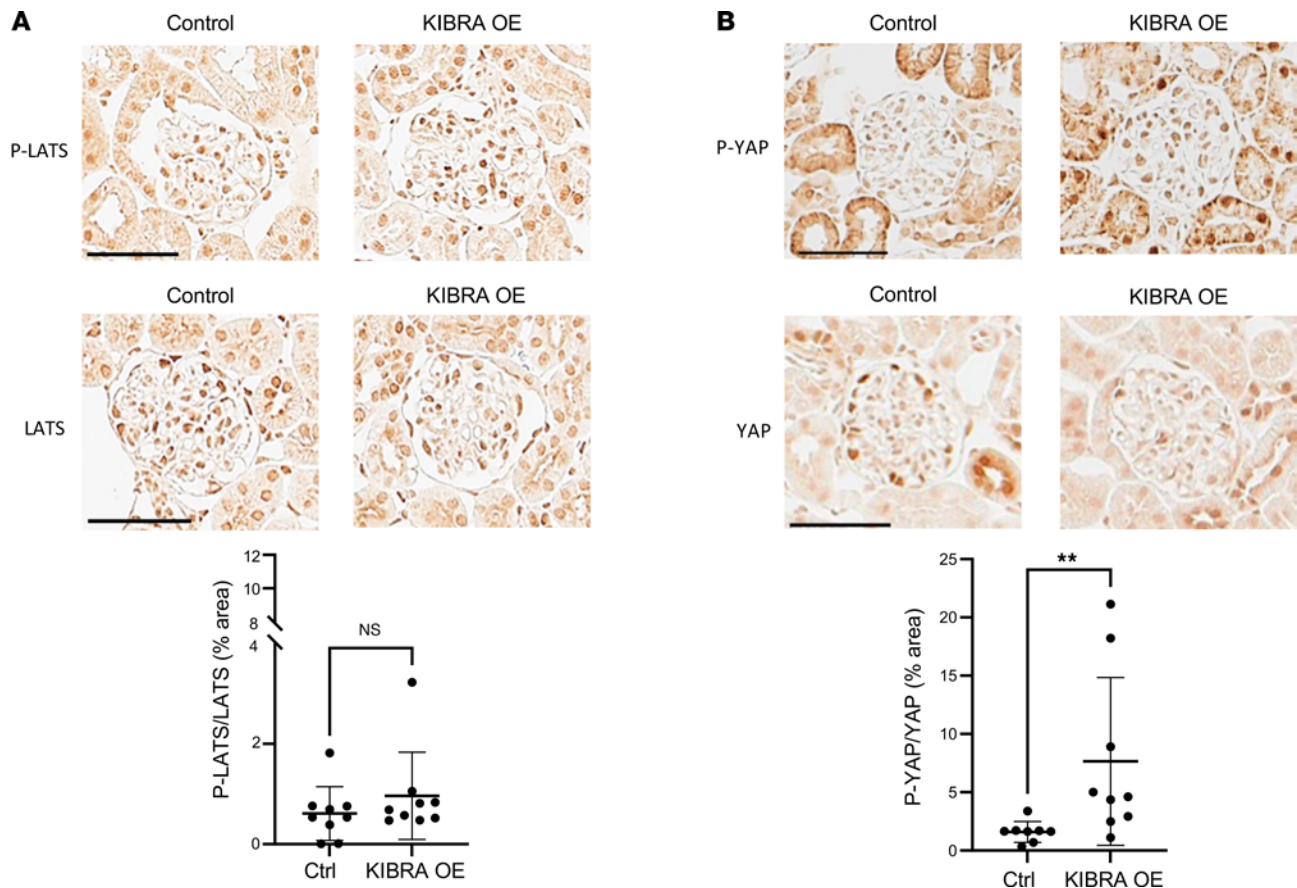 A
Control
KIBRA OE
P-LATS
Control
KIBRA OE
LATS
12
10
8
4
2
0
P-LATS/LATS (% area)
NS
Ctrl
KIBRA OE
B
Control
KIBRA OE
P-YAP
Control
KIBRA OE
YAP
25
20
15
10
5
0
P-YAP/YAP (% area)
**
Ctrl
KIBRA OE